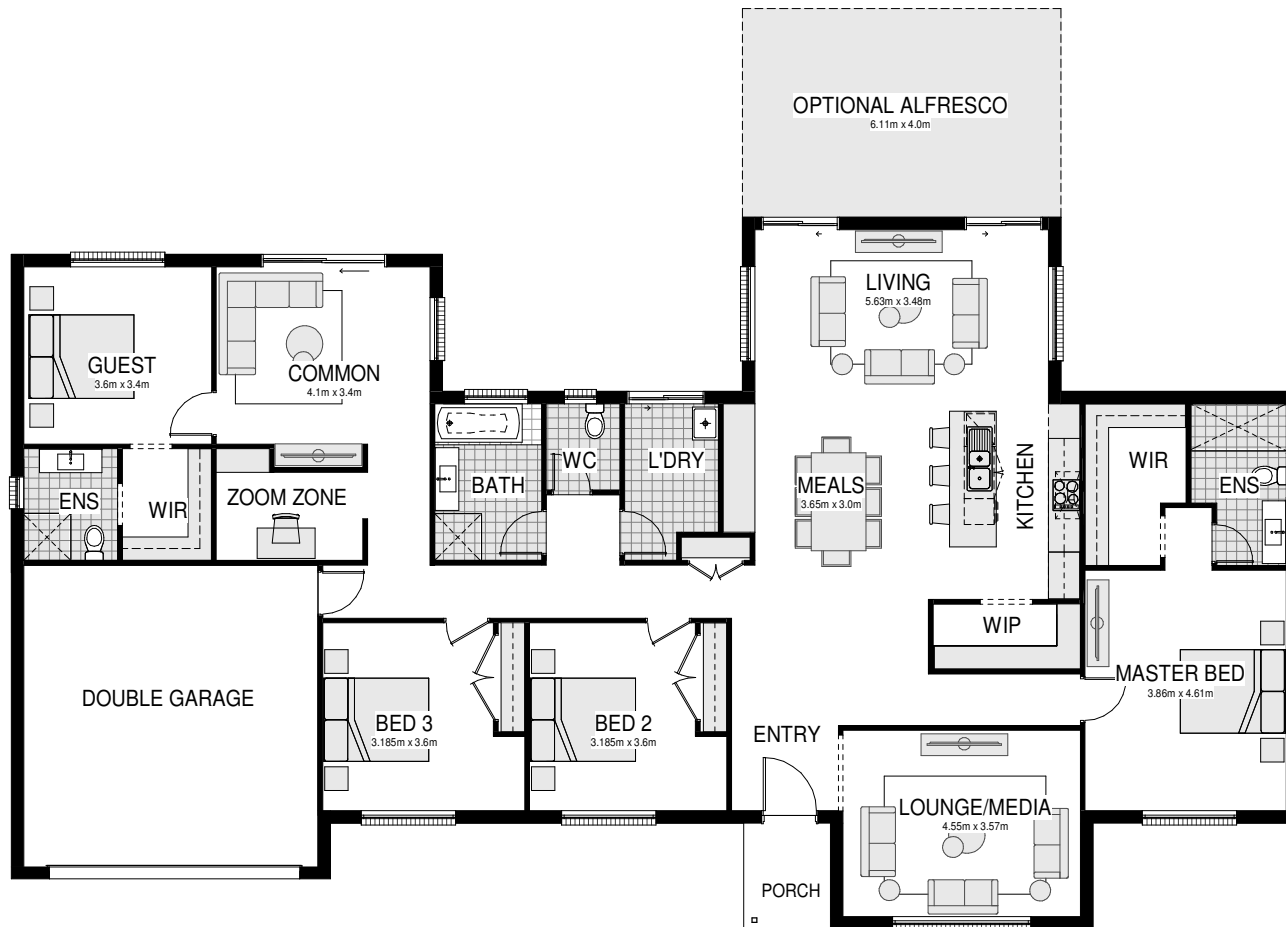 OPTIONAL ALFRESCO
6.11m x 4.0m
LIVING
5.63m x 3.48m
GUEST
3.6m x 3.4m
COMMON
4.1m x 3.4m
ENS
WIR
ZOOM ZONE
BATH
WC
L'DRY
MEALS
3.65m x 3.0m
KITCHEN
WIR
ENS
WIP
DOUBLE GARAGE
BED 3
3.185m x 3.6m
BED 2
3.185m x 3.6m
ENTRY
MASTER BED
3.86m x 4.61m
LOUNGE/MEDIA
4.55m x 3.57m
PORCH